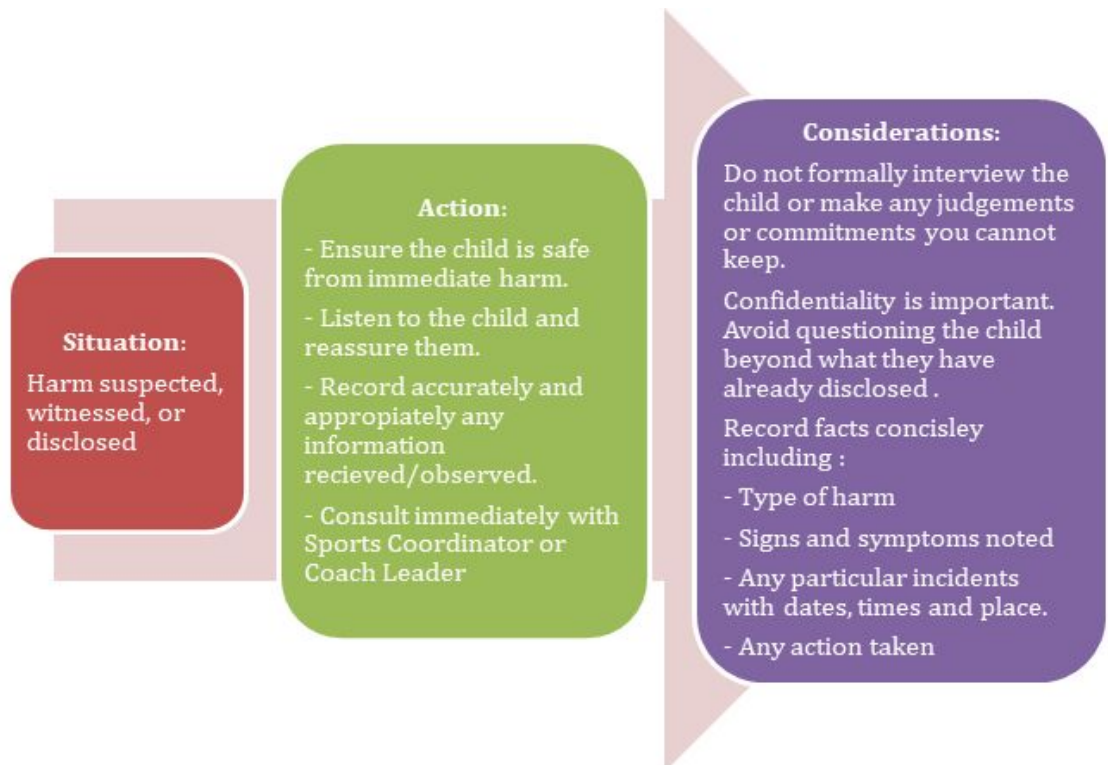 Situation:
Harm suspected,
witnessed, or
disclosed
Action:
- Ensure the child is safe
from immediate harm.
- Listen to the child and
reassure them.
- Record accurately and
appropiately any
information
recieved/observed.
- Consult immediately with
Sports Coordinator or
Coach Leader
Considerations:
Do not formally interview the
child or make any judgements
or commitments you cannot
keep.
Confidentiality is important.
Avoid questioning the child
beyond what they have
already disclosed .
Record facts concisley
including :
- Type of harm
- Signs and symptoms noted
- Any particular incidents
with dates, times and place.
- Any action taken